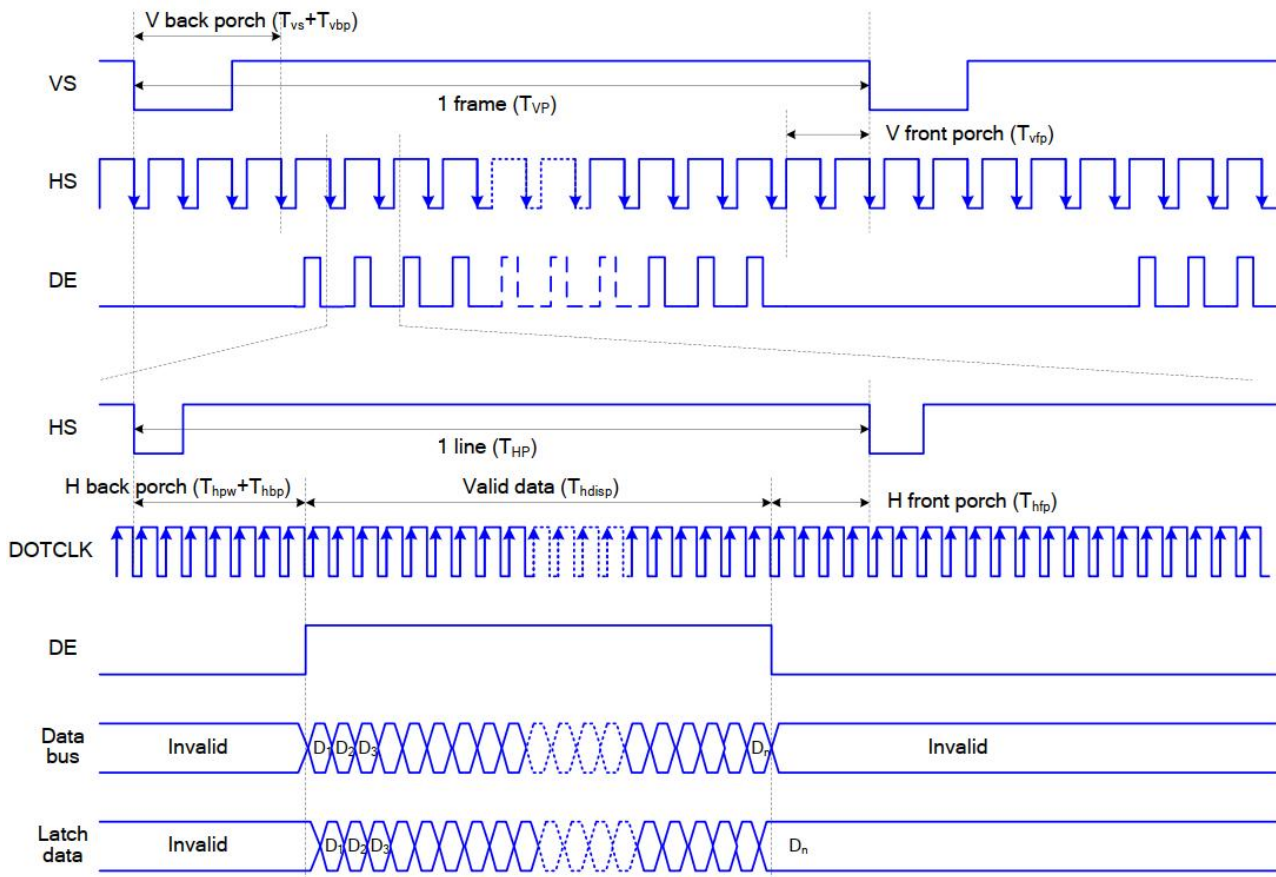 V back porch (Tvs+Tvbp)
VS
1 frame (TVP)
V front porch (Tvfp)
HS
DE
HS
1 line (THP)
H back porch (Thpw+Thbp)
Valid data (Thdisp)
H front porch (Thfp)
DOTCLK
DE
Data
bus
Invalid
D1 D2 D3
Dn
Invalid
Latch
data
Invalid
D1 D2 D3
Dn